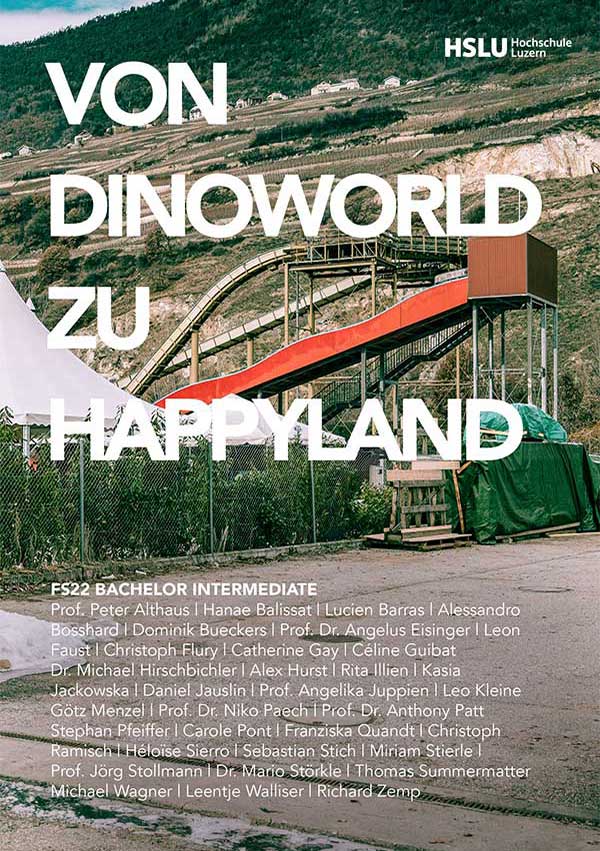 HSLU Hochschule
Luzern
VON
DINOWORLD
ZU
HAPPYLAND
FS22 BACHELOR INTERMEDIATE
Prof. Peter Althaus | Hanae Balissat | Lucien Barras | Alessandro
Bosshard | Dominik Bueckers | Prof. Dr. Angelus Eisinger | Leon
Faust | Christoph Flury | Catherine Gay | Céline Guibat
Dr. Michael Hirschbichler | Alex Hurst | Rita Illien | Kasia
Jackowska | Daniel Jauslin | Prof. Angelika Juppien | Leo Kleine
Götz Menzel | Prof. Dr. Niko Paech | Prof. Dr. Anthony Patt
Stephan Pfeiffer | Carole Pont | Franziska Quandt | Christoph
Ramisch | Héloïse Sierro | Sebastian Stich | Miriam Stierle |
Prof. Jörg Stollmann | Dr. Mario Störkle | Thomas Summermatter
Michael Wagner | Leentje Walliser | Richard Zemp